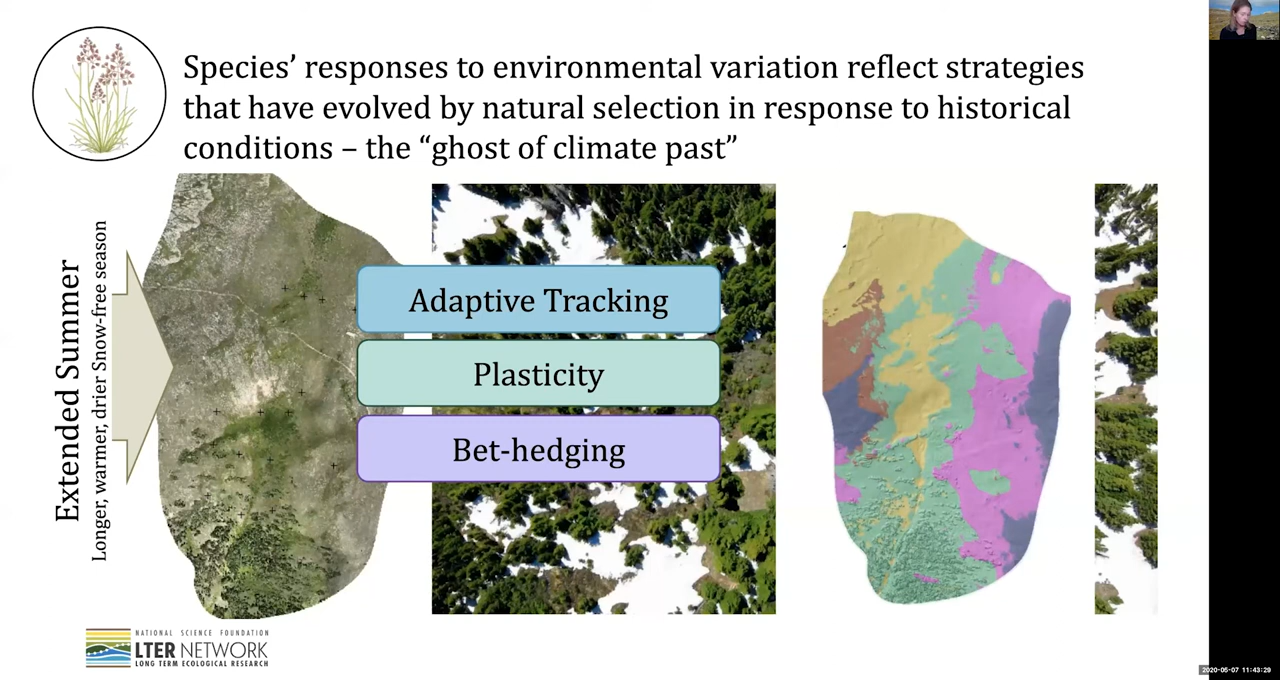 Species’ responses to environmental variation reflect strategies
that have evolved by natural selection in response to historical
conditions – the “ghost of climate past”
Extended Summer
Longer, warmer, drier Snow-free season
Adaptive Tracking
Plasticity
Bet-hedging
NATIONAL SCIENCE FOUNDATION
LTER NETWORK
LONG TERM ECOLOGICAL RESEARCH
2020-05-07 11:43:29